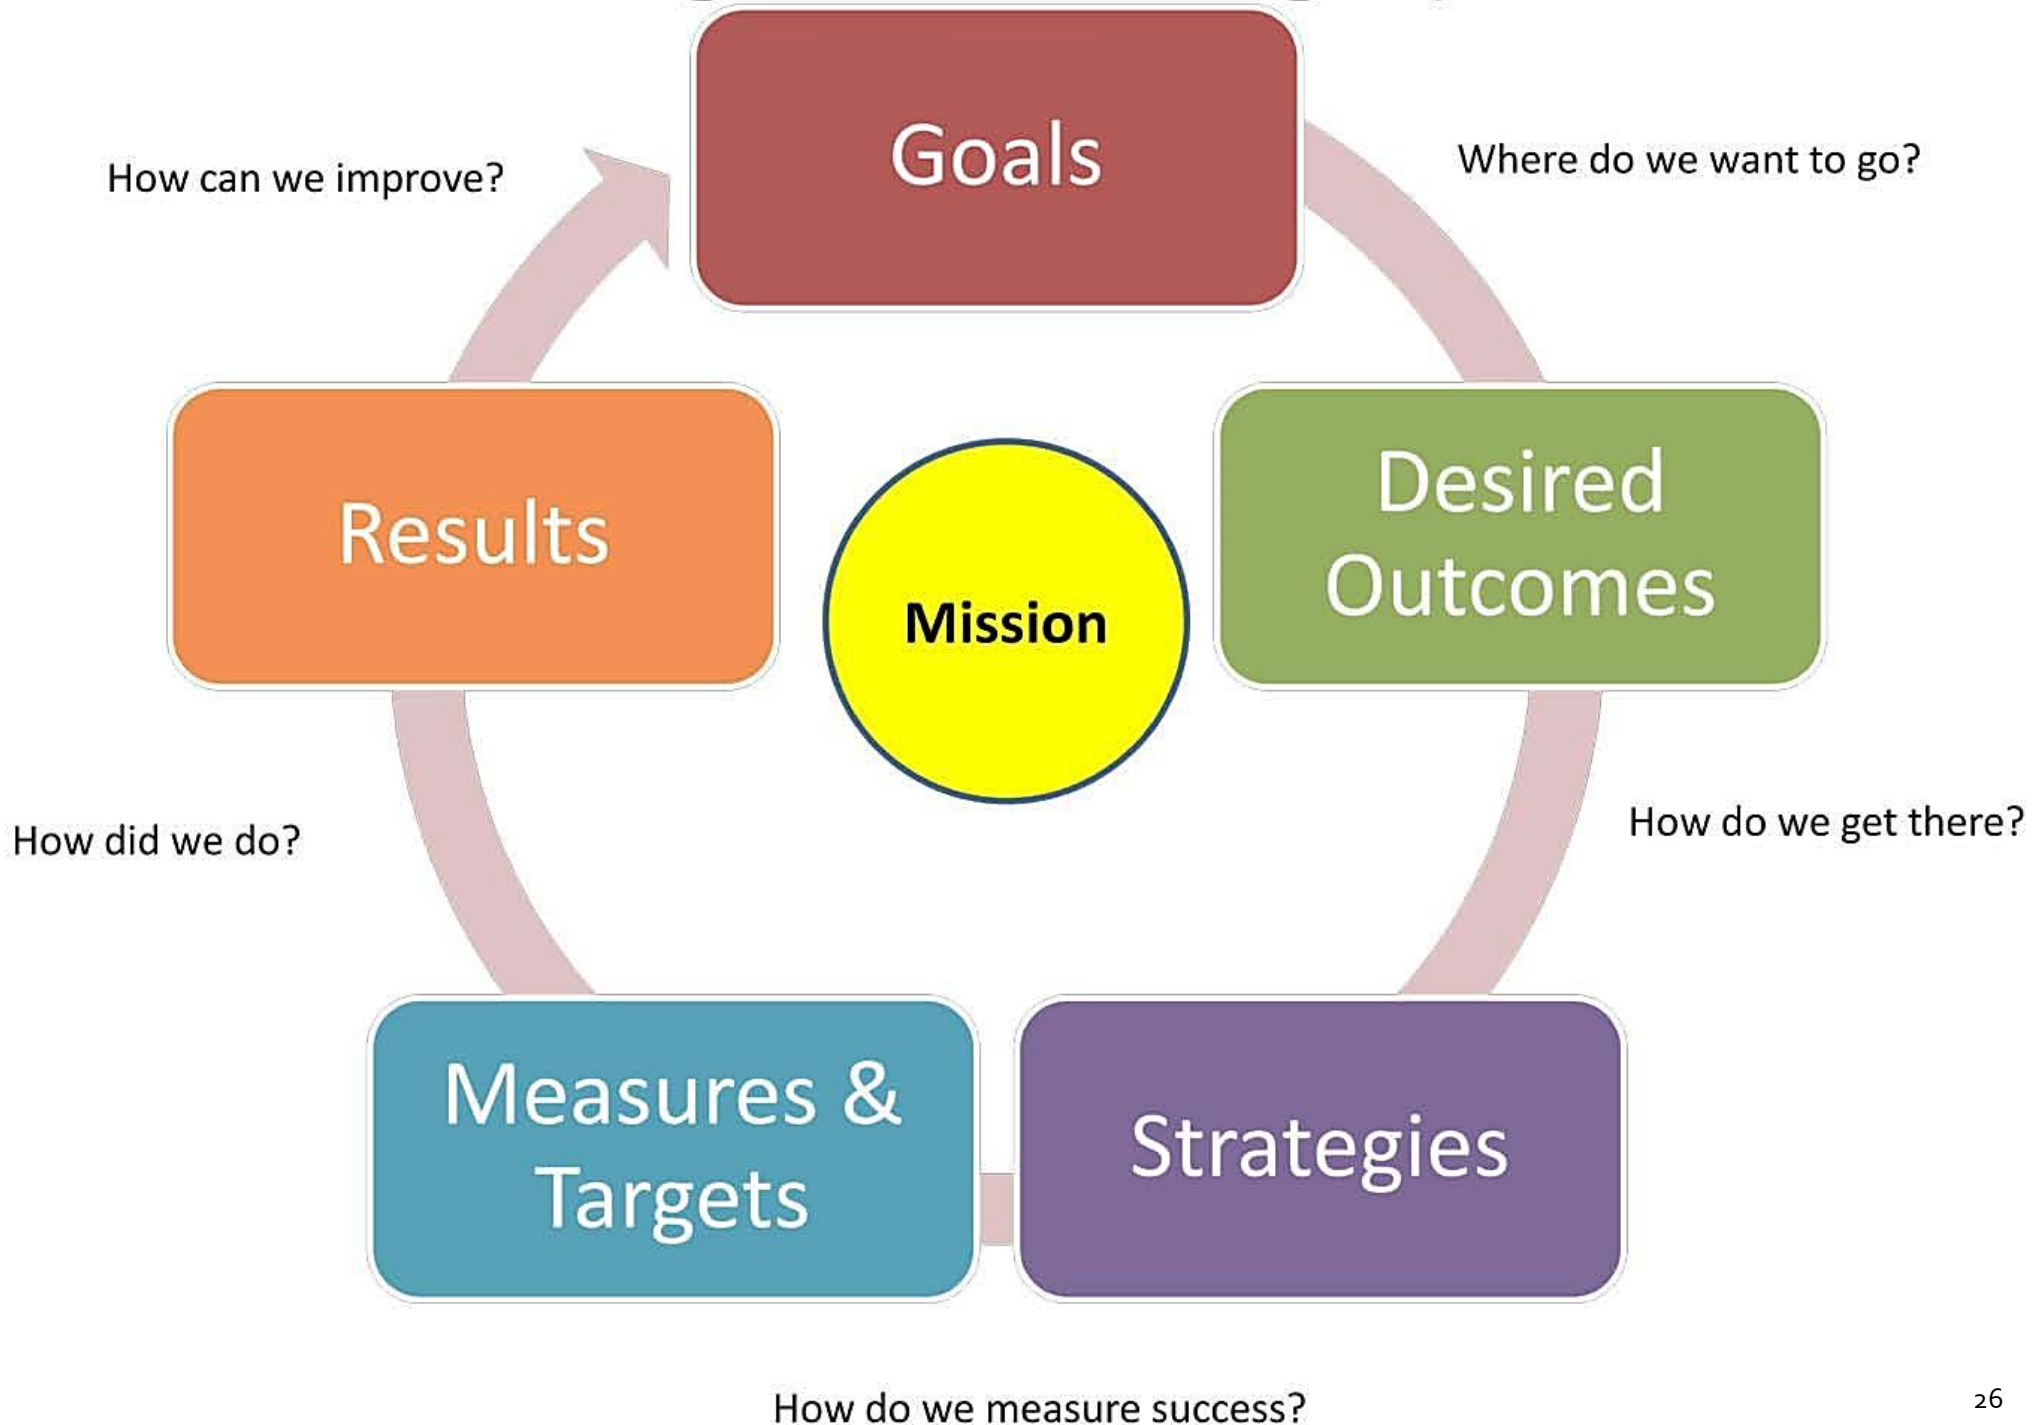 Goals
How can we improve?
Where do we want to go?
Results
Desired
Outcomes
Mission
How did we do?
How do we get there?
Measures &
Targets
Strategies
How do we measure success?
26